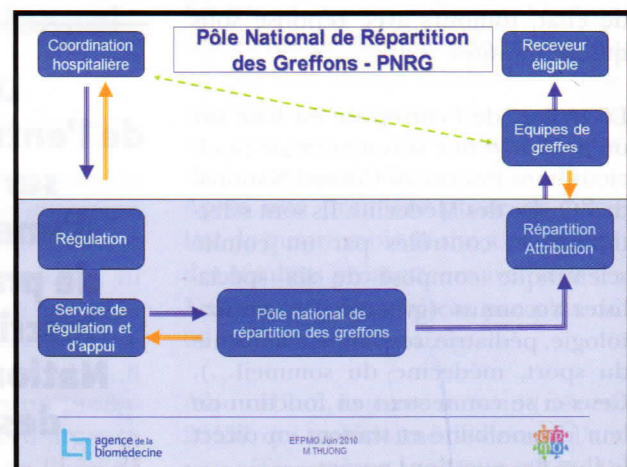 Coordination
hospitalière
Pôle National de Répartition
des Greffons - PNRG
Receveur
éligible
Equipes de
greffes
Régulation
Répartition
Attribution
Service de
régulation et
d'appui
Pôle national de
répartition des greffons
agence de la
biomédecine
EFPMO Juin 2010
M THUONG